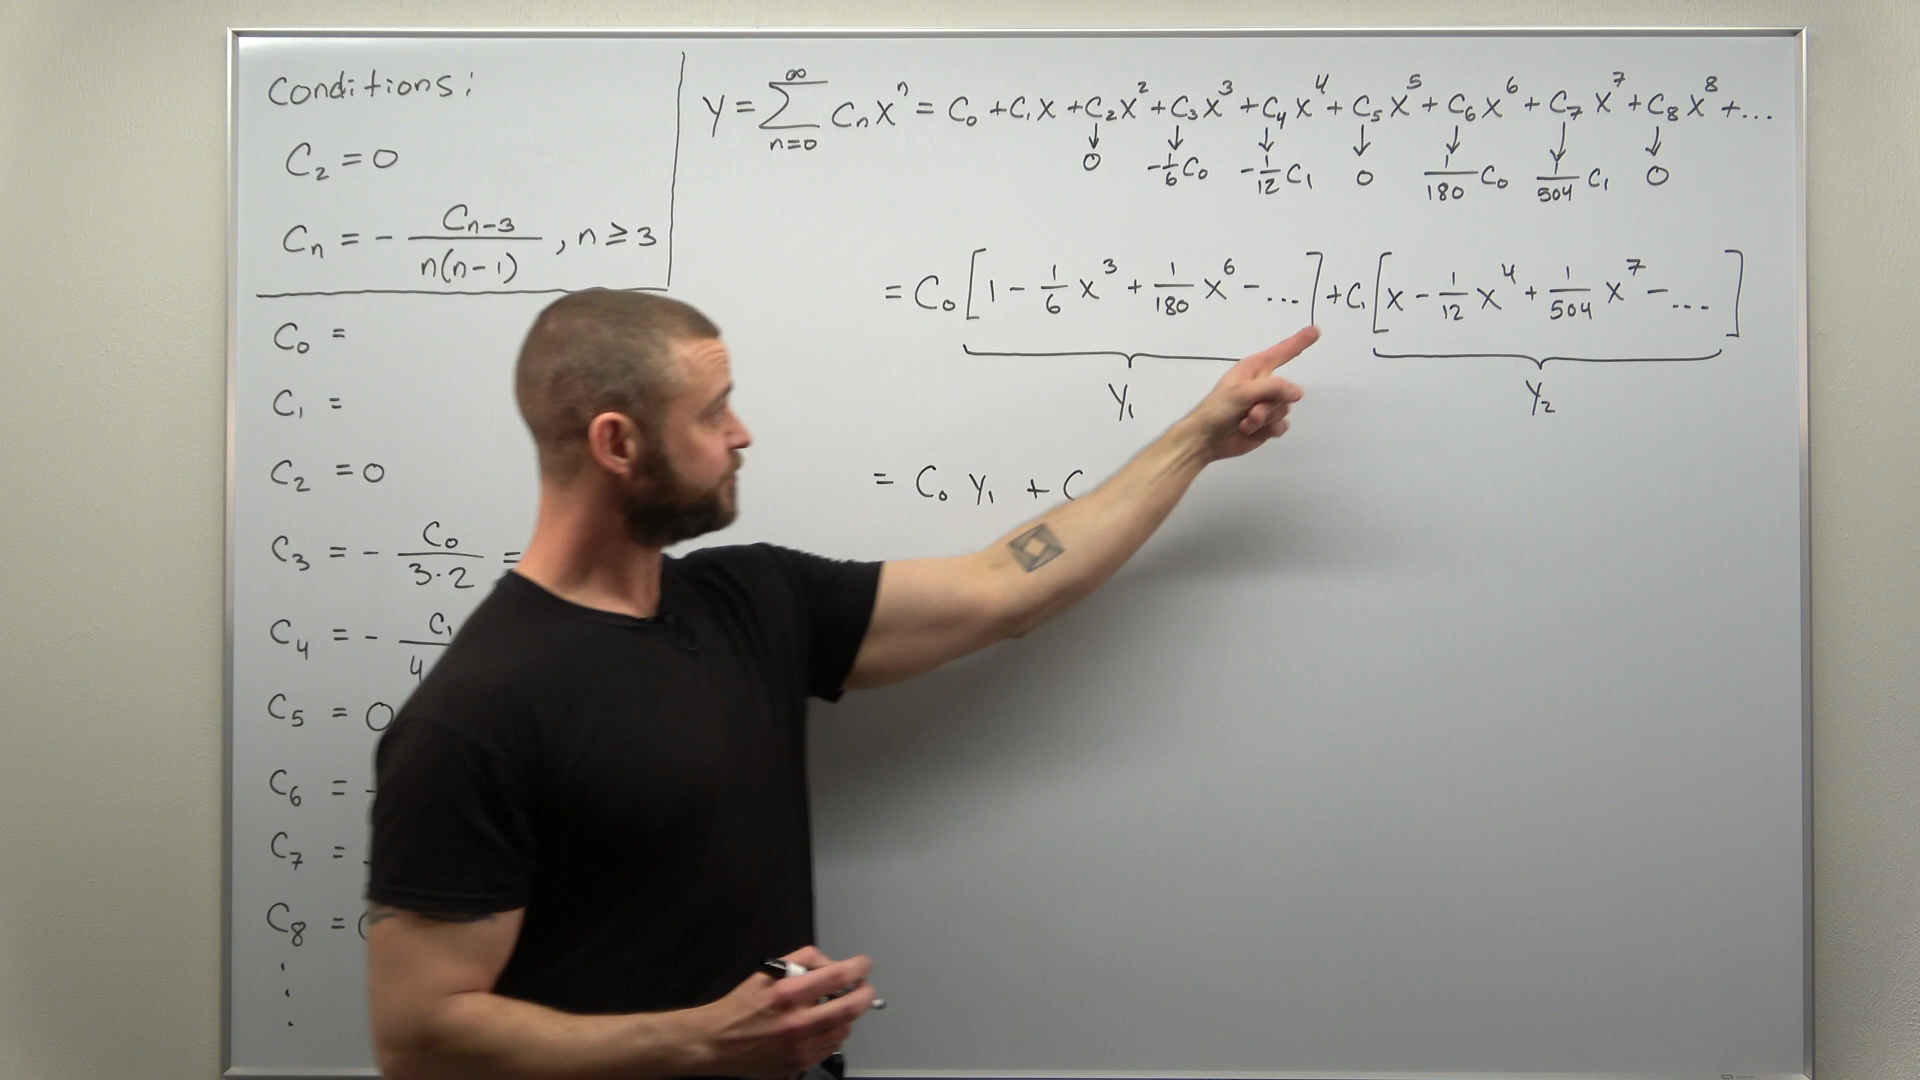 Conditions:
C₂ = 0
Cₙ = - Cₙ₋₃ / n(n-1) , n ≥ 3
C₀ =
C₁ =
C₂ = 0
C₃ = - C₀ / 3·2 =
C₄ = - C₁ / 4
C₅ = 0
C₆ = -
C₇ =
C₈ =
⋮
y = ∑ₙ₌₀^∞ Cₙxⁿ = C₀ + C₁x + C₂x² + C₃x³ + C₄x⁴ + C₅x⁵ + C₆x⁶ + C₇x⁷ + C₈x⁸ + ...
↓ ↓ ↓ ↓ ↓ ↓ ↓
0 -1/6 C₀ -1/12 C₁ 0 1/180 C₀ 1/504 C₁ 0
= C₀ [1 - 1/6 x³ + 1/180 x⁶ - ...] + C₁ [x - 1/12 x⁴ + 1/504 x⁷ - ...]
y₁ y₂
= C₀ y₁ + C